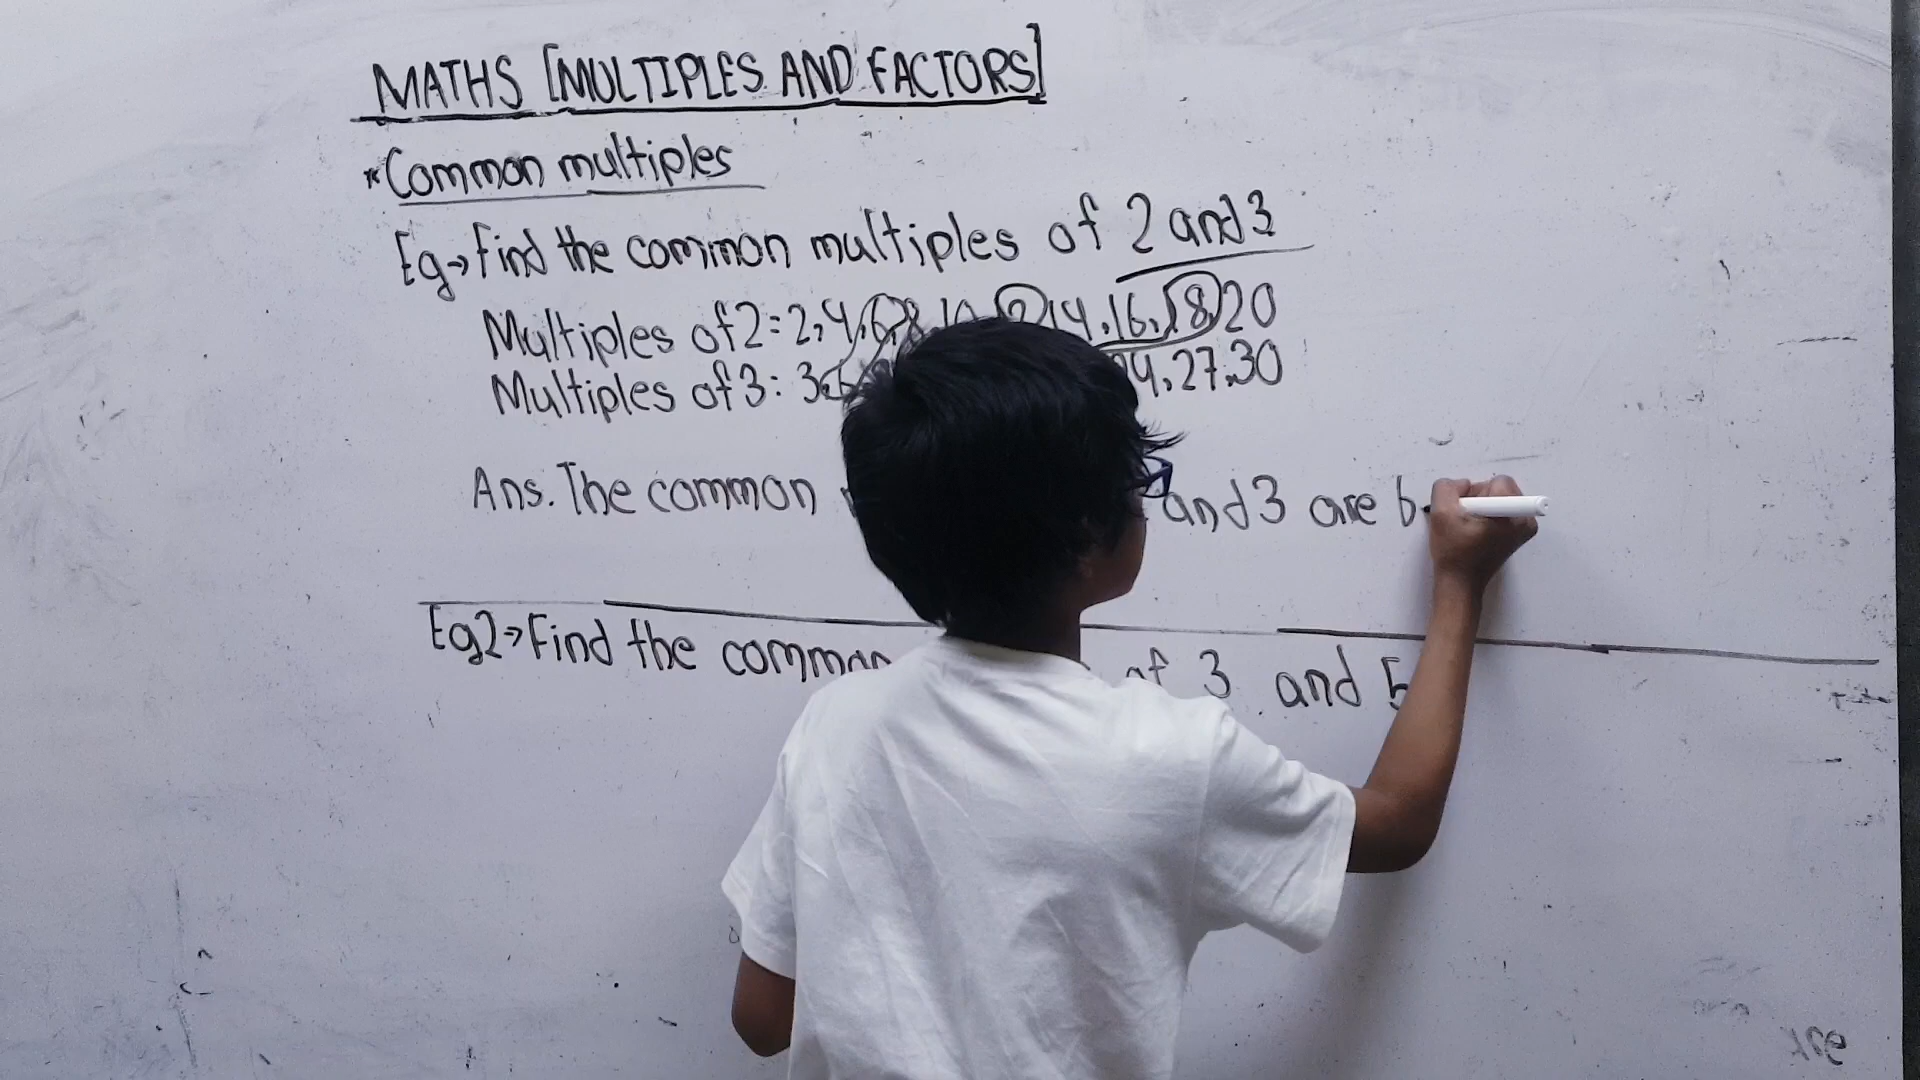 MATHS [MULTIPLES AND FACTORS]
*Common multiples
Eg→Find the common multiples of 2 and 3
Multiples of 2 = 2, 4, 6, 8, 10, 14, 16, 18, 20
Multiples of 3: 3, 6, 24, 27, 30
Ans. The common and 3 are 6
Eg2→Find the common of 3 and 5
are